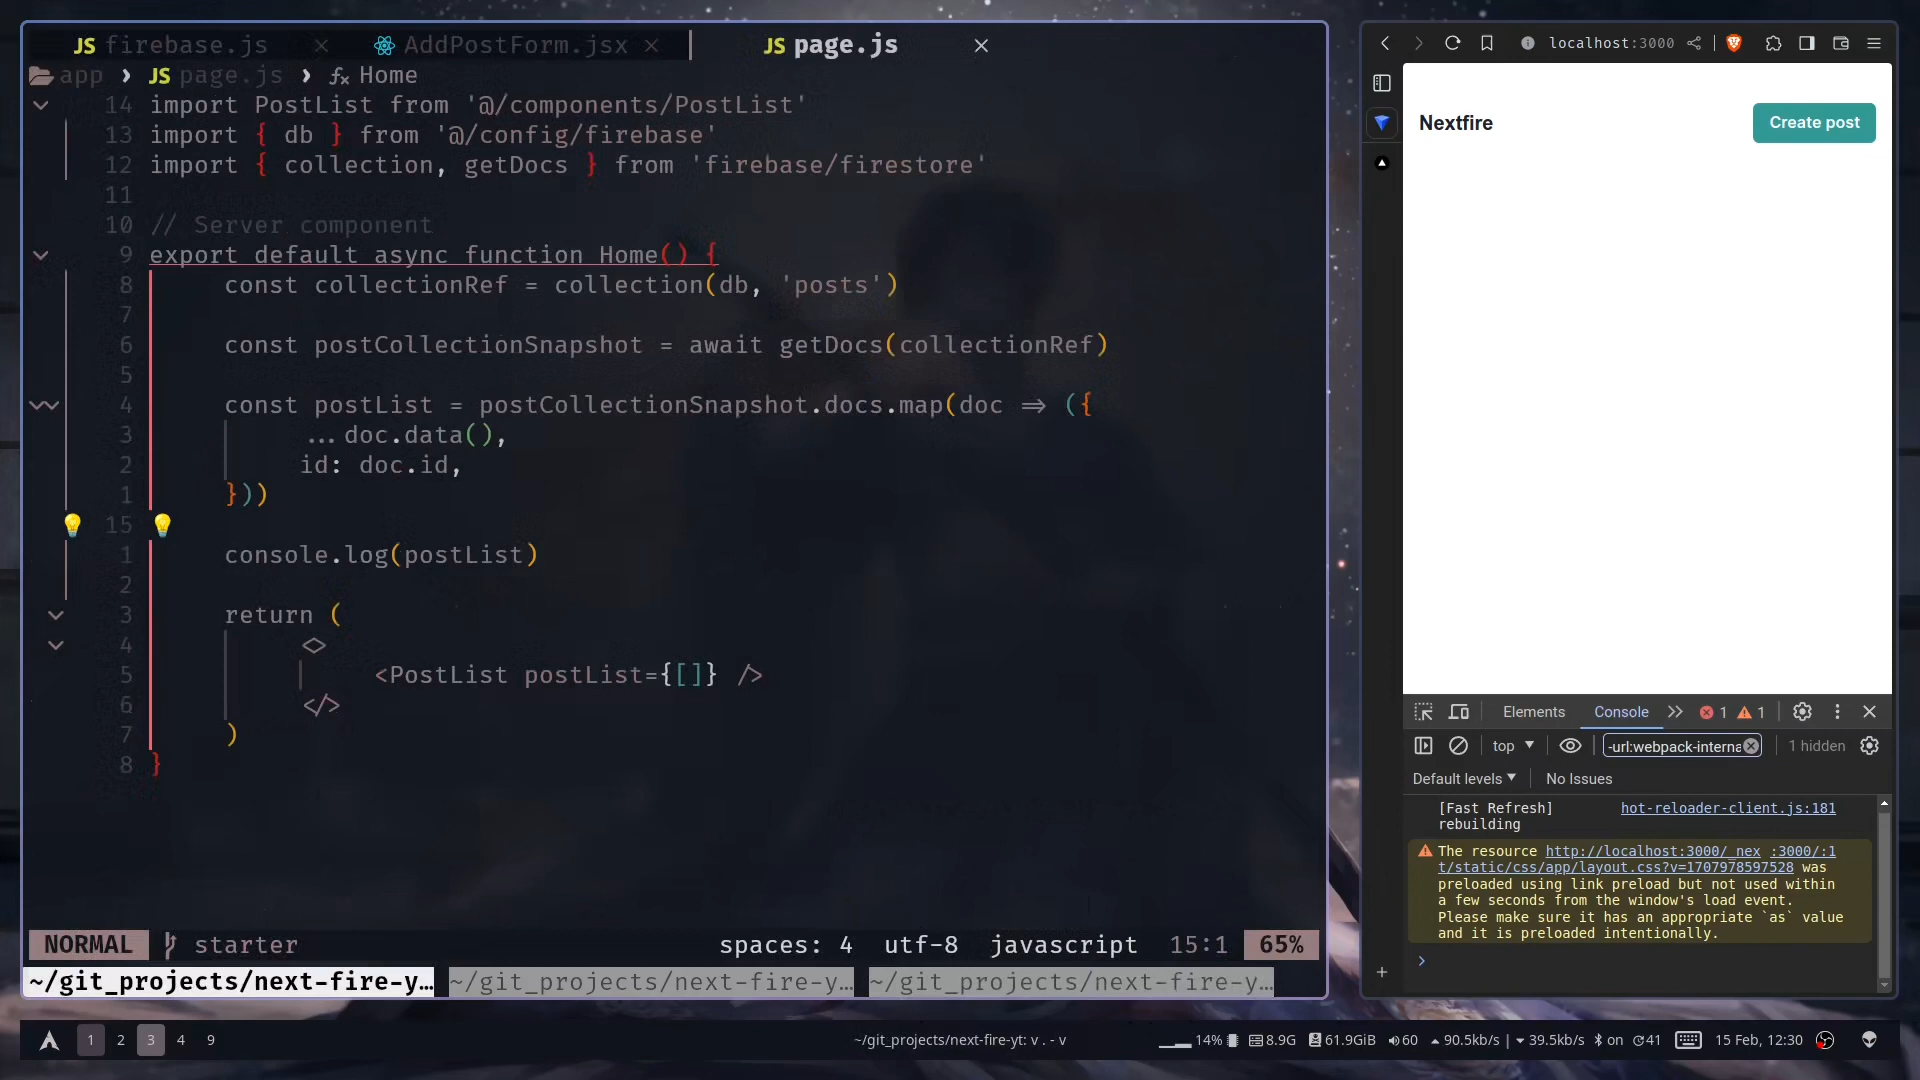 JS firebase.js ×
AddPostForm.jsx ×
JS page.js ×
app › JS page.js › fx Home
14 import PostList from '@/components/PostList'
13 import { db } from '@/config/firebase'
12 import { collection, getDocs } from 'firebase/firestore'
11
10 // Server component
9 export default async function Home() {
8 const collectionRef = collection(db, 'posts')
7
6 const postCollectionSnapshot = await getDocs(collectionRef)
5
4 const postList = postCollectionSnapshot.docs.map(doc => ({
3 ...doc.data(),
2 id: doc.id,
1 }))
15
1 console.log(postList)
2
3 return (
4 <>
5 <PostList postList={[]} />
6 </>
7 )
8 }
NORMAL starter spaces: 4 utf-8 javascript 15:1 65%
~/git_projects/next-fire-y… ~/git_projects/next-fire-y… ~/git_projects/next-fire-y…
localhost:3000
Nextfire
Create post
Elements Console » 1 1
top -url:webpack-interna 1 hidden
Default levels No Issues
[Fast Refresh] hot-reloader-client.js:181
rebuilding
The resource http://localhost:3000/_nex :3000/:1
t/static/css/app/layout.css?v=1707978597528 was
preloaded using link preload but not used within
a few seconds from the window's load event.
Please make sure it has an appropriate `as` value
and it is preloaded intentionally.
1 2 3 4 9
~/git_projects/next-fire-yt: v . - v
14% 8.9G 61.9GiB 60 90.5kb/s | 39.5kb/s on 41 15 Feb, 12:30